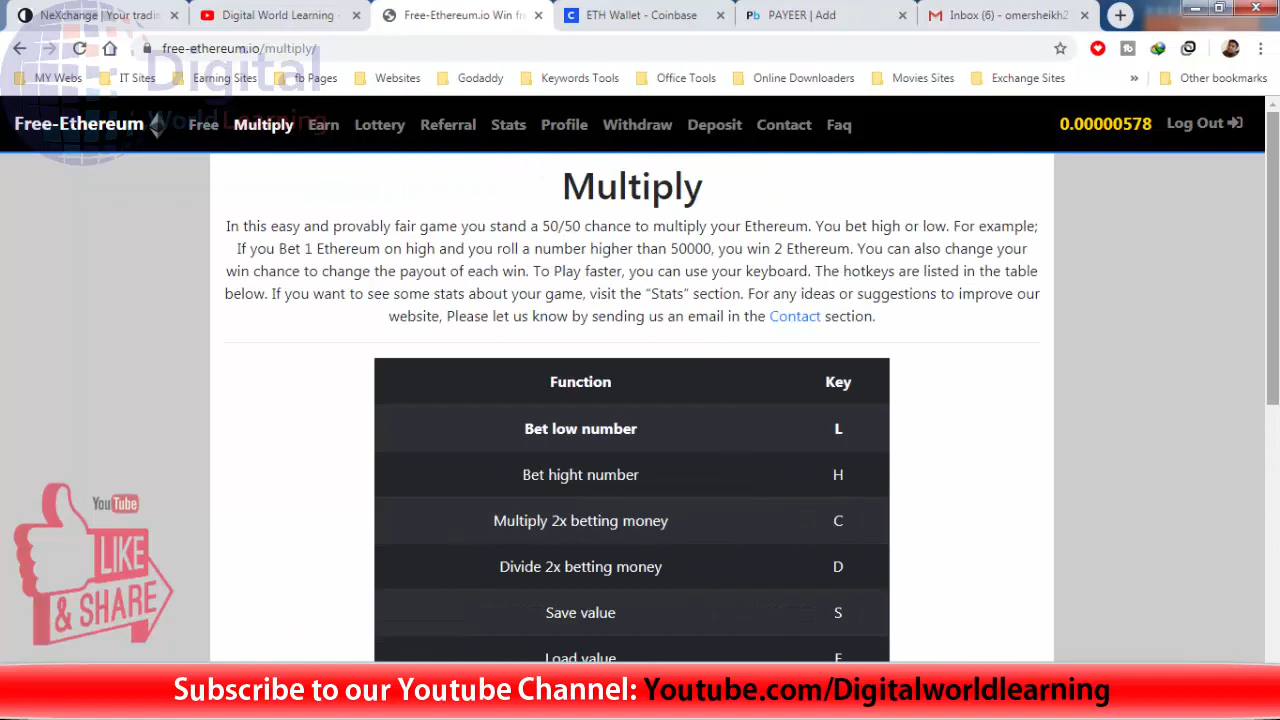 NeXchange | Your tradin
Digital World Learning -
Free-Ethereum.io Win fr
ETH Wallet - Coinbase
PAYEER | Add
Inbox (6) - omersheikh2
free-ethereum.io/multiply/
MY Webs
IT Sites
Earning Sites
fb Pages
Websites
Godaddy
Keywords Tools
Office Tools
Online Downloaders
Movies Sites
Exchange Sites
»
Other bookmarks
Digital
World Learning
Free-Ethereum
Free
Multiply
Earn
Lottery
Referral
Stats
Profile
Withdraw
Deposit
Contact
Faq
0.00000578
Log Out
Multiply
In this easy and provably fair game you stand a 50/50 chance to multiply your Ethereum. You bet high or low. For example;
If you Bet 1 Ethereum on high and you roll a number higher than 50000, you win 2 Ethereum. You can also change your
win chance to change the payout of each win. To Play faster, you can use your keyboard. The hotkeys are listed in the table
below. If you want to see some stats about your game, visit the “Stats” section. For any ideas or suggestions to improve our
website, Please let us know by sending us an email in the Contact section.
Function Key
Bet low number L
Bet hight number H
Multiply 2x betting money C
Divide 2x betting money D
Save value S
Load value
YouTube
LIKE
& SHARE
Subscribe to our Youtube Channel: Youtube.com/Digitalworldlearning